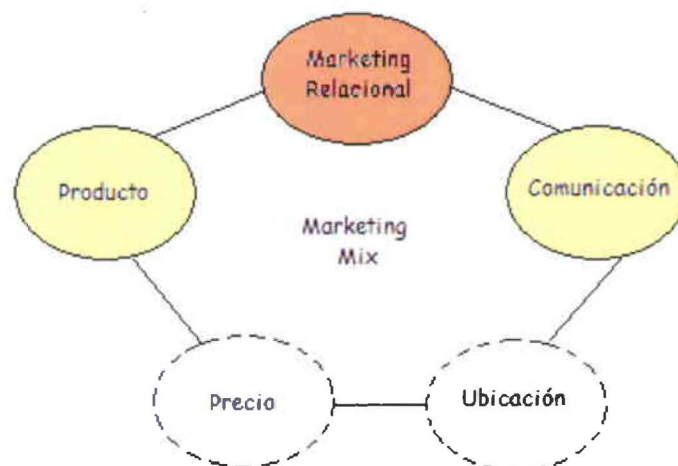 Marketing
Relacional
Producto
Comunicación
Marketing
Mix
Precio
Ubicación